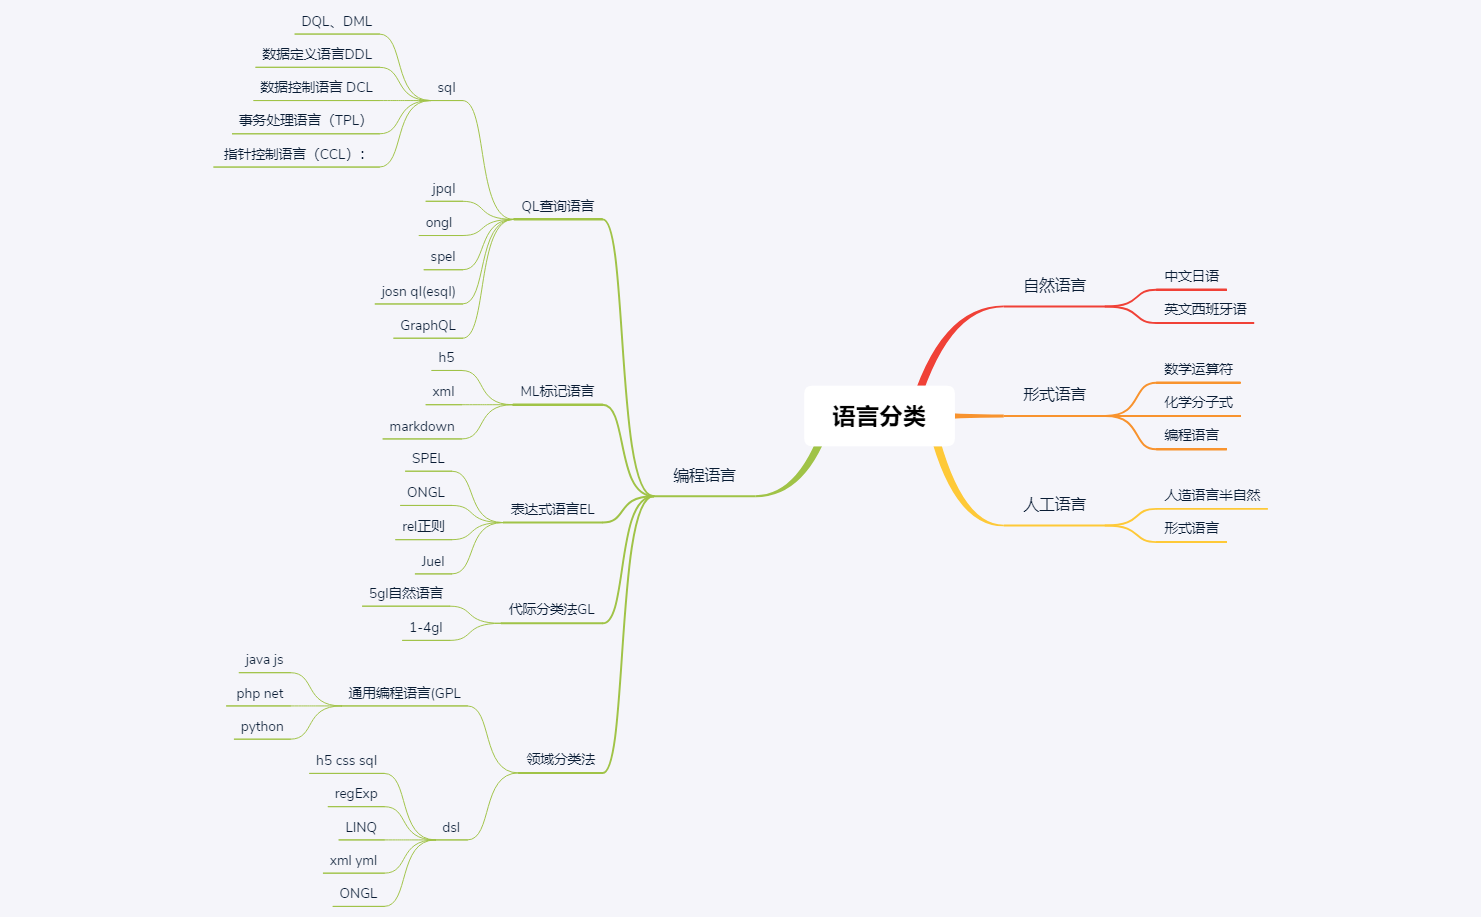 语言分类
自然语言
中文日语
英文西班牙语
形式语言
数学运算符
化学分子式
编程语言
人工语言
人造语言半自然
形式语言
编程语言
QL查询语言
sql
DQL、DML
数据定义语言DDL
数据控制语言 DCL
事务处理语言（TPL）
指针控制语言（CCL）:
jpql
ongl
spel
josn ql(esql)
GraphQL
ML标记语言
h5
xml
markdown
表达式语言EL
SPEL
ONGL
rel正则
Juel
代际分类法GL
5gl自然语言
1-4gl
领域分类法
通用编程语言(GPL
java js
php net
python
dsl
h5 css sql
regExp
LINQ
xml yml
ONGL